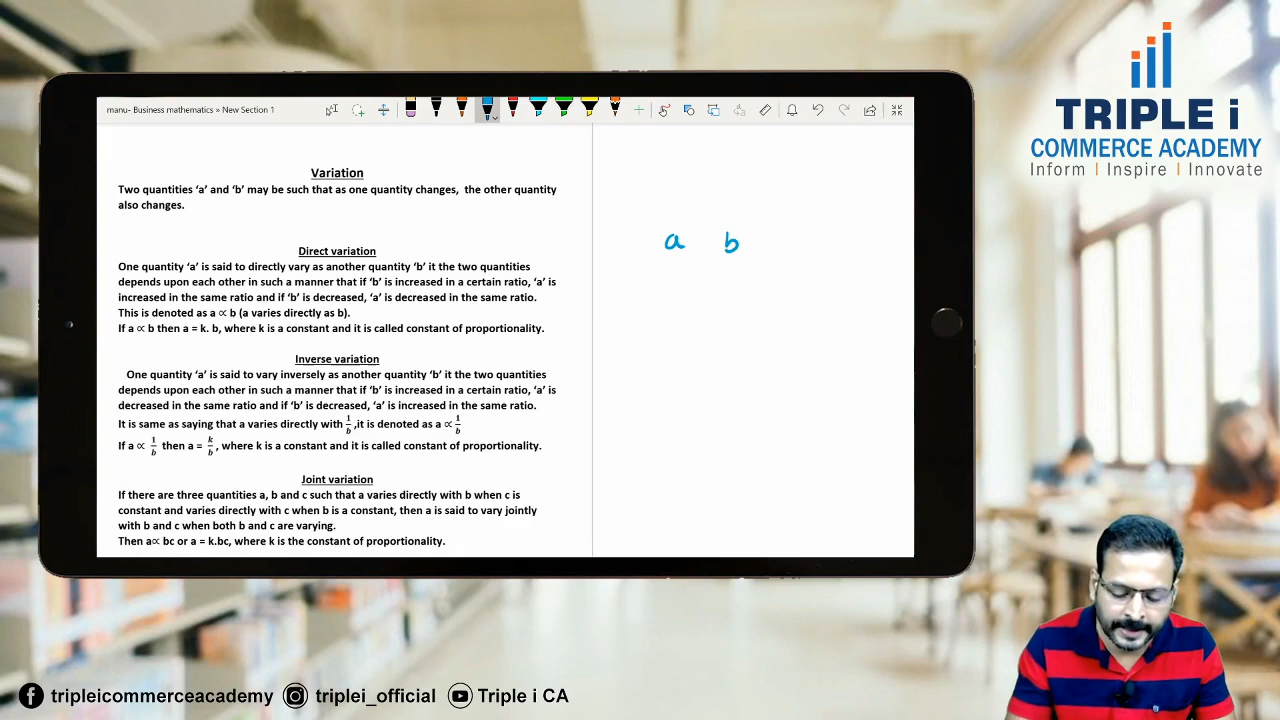 manu- Business mathematics » New Section 1
Variation
Two quantities ‘a’ and ‘b’ may be such that as one quantity changes, the other quantity
also changes.
Direct variation
One quantity ‘a’ is said to directly vary as another quantity ‘b’ it the two quantities
depends upon each other in such a manner that if ‘b’ is increased in a certain ratio, ‘a’ is
increased in the same ratio and if ‘b’ is decreased, ‘a’ is decreased in the same ratio.
This is denoted as a ∝ b (a varies directly as b).
If a ∝ b then a = k. b, where k is a constant and it is called constant of proportionality.
Inverse variation
One quantity ‘a’ is said to vary inversely as another quantity ‘b’ it the two quantities
depends upon each other in such a manner that if ‘b’ is increased in a certain ratio, ‘a’ is
decreased in the same ratio and if ‘b’ is decreased, ‘a’ is increased in the same ratio.
It is same as saying that a varies directly with 1/b ,it is denoted as a ∝ 1/b
If a ∝ 1/b then a = k/b , where k is a constant and it is called constant of proportionality.
Joint variation
If there are three quantities a, b and c such that a varies directly with b when c is
constant and varies directly with c when b is a constant, then a is said to vary jointly
with b and c when both b and c are varying.
Then a∝ bc or a = k.bc, where k is the constant of proportionality.
a b
TRIPLE i
COMMERCE ACADEMY
Inform | Inspire | Innovate
tripleicommerceacademy triplei_official Triple i CA